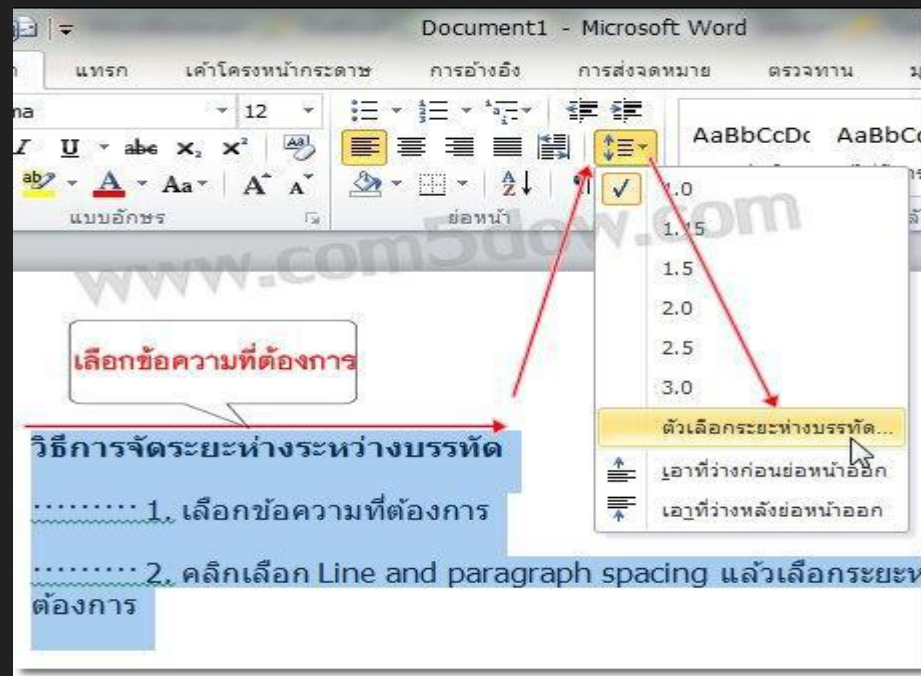 Document1 - Microsoft Word
แทรก เค้าโครงหน้ากระดาษ การอ้างอิง การส่งจดหมาย ตรวจทาน
12
U abc x₂ x² Aa
ab A Aa A A A Z
AaBbCcDc AaBbCc
แบบอักษร ย่อหน้า
www.com5dow.com
1.0
1.15
1.5
2.0
2.5
3.0
ตัวเลือกระยะห่างบรรทัด...
เอาที่ว่างก่อนย่อหน้าออก
เอาที่ว่างหลังย่อหน้าออก
เลือกข้อความที่ต้องการ
วิธีการจัดระยะห่างระหว่างบรรทัด
......... 1. เลือกข้อความที่ต้องการ
......... 2. คลิกเลือก Line and paragraph spacing แล้วเลือกระยะห
ต้องการ